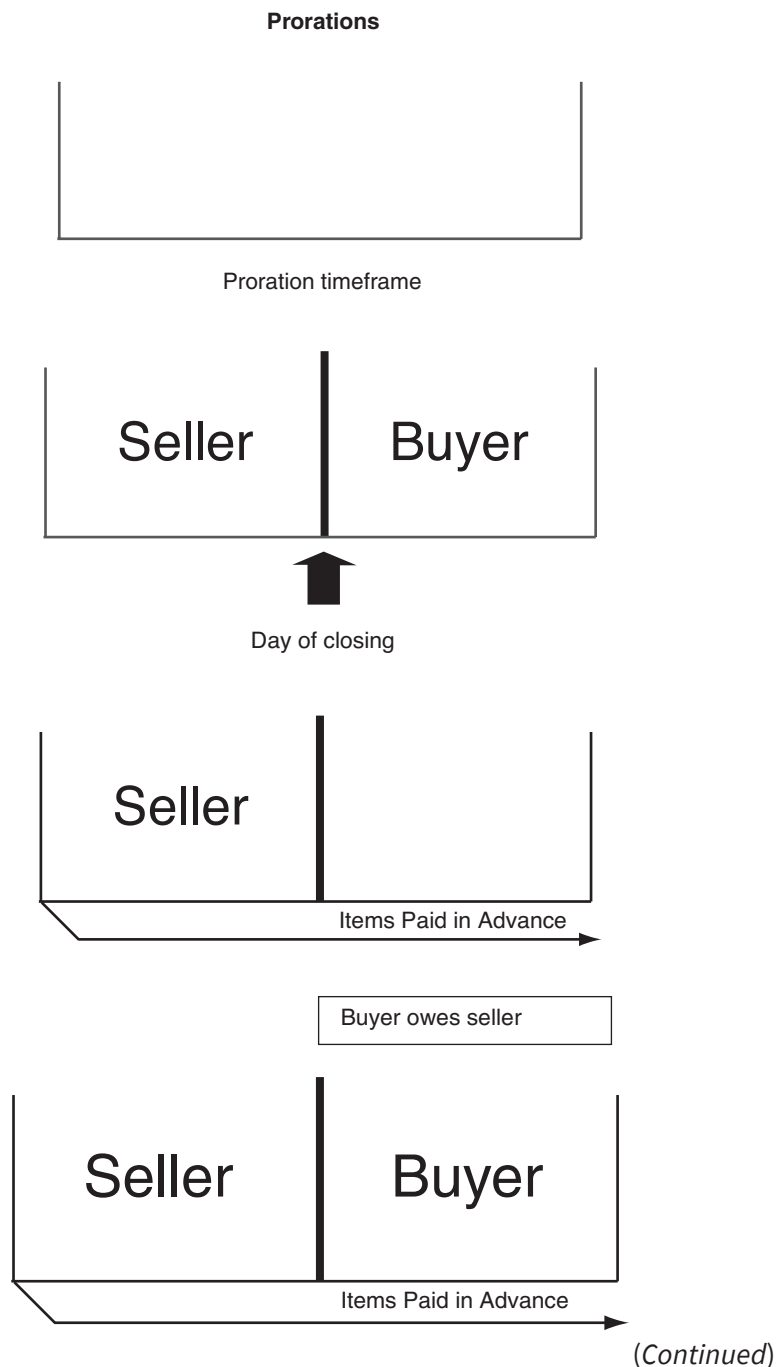 Prorations
Proration timeframe
Seller Buyer
Day of closing
Seller
Items Paid in Advance
Buyer owes seller
Seller Buyer
Items Paid in Advance
(Continued)